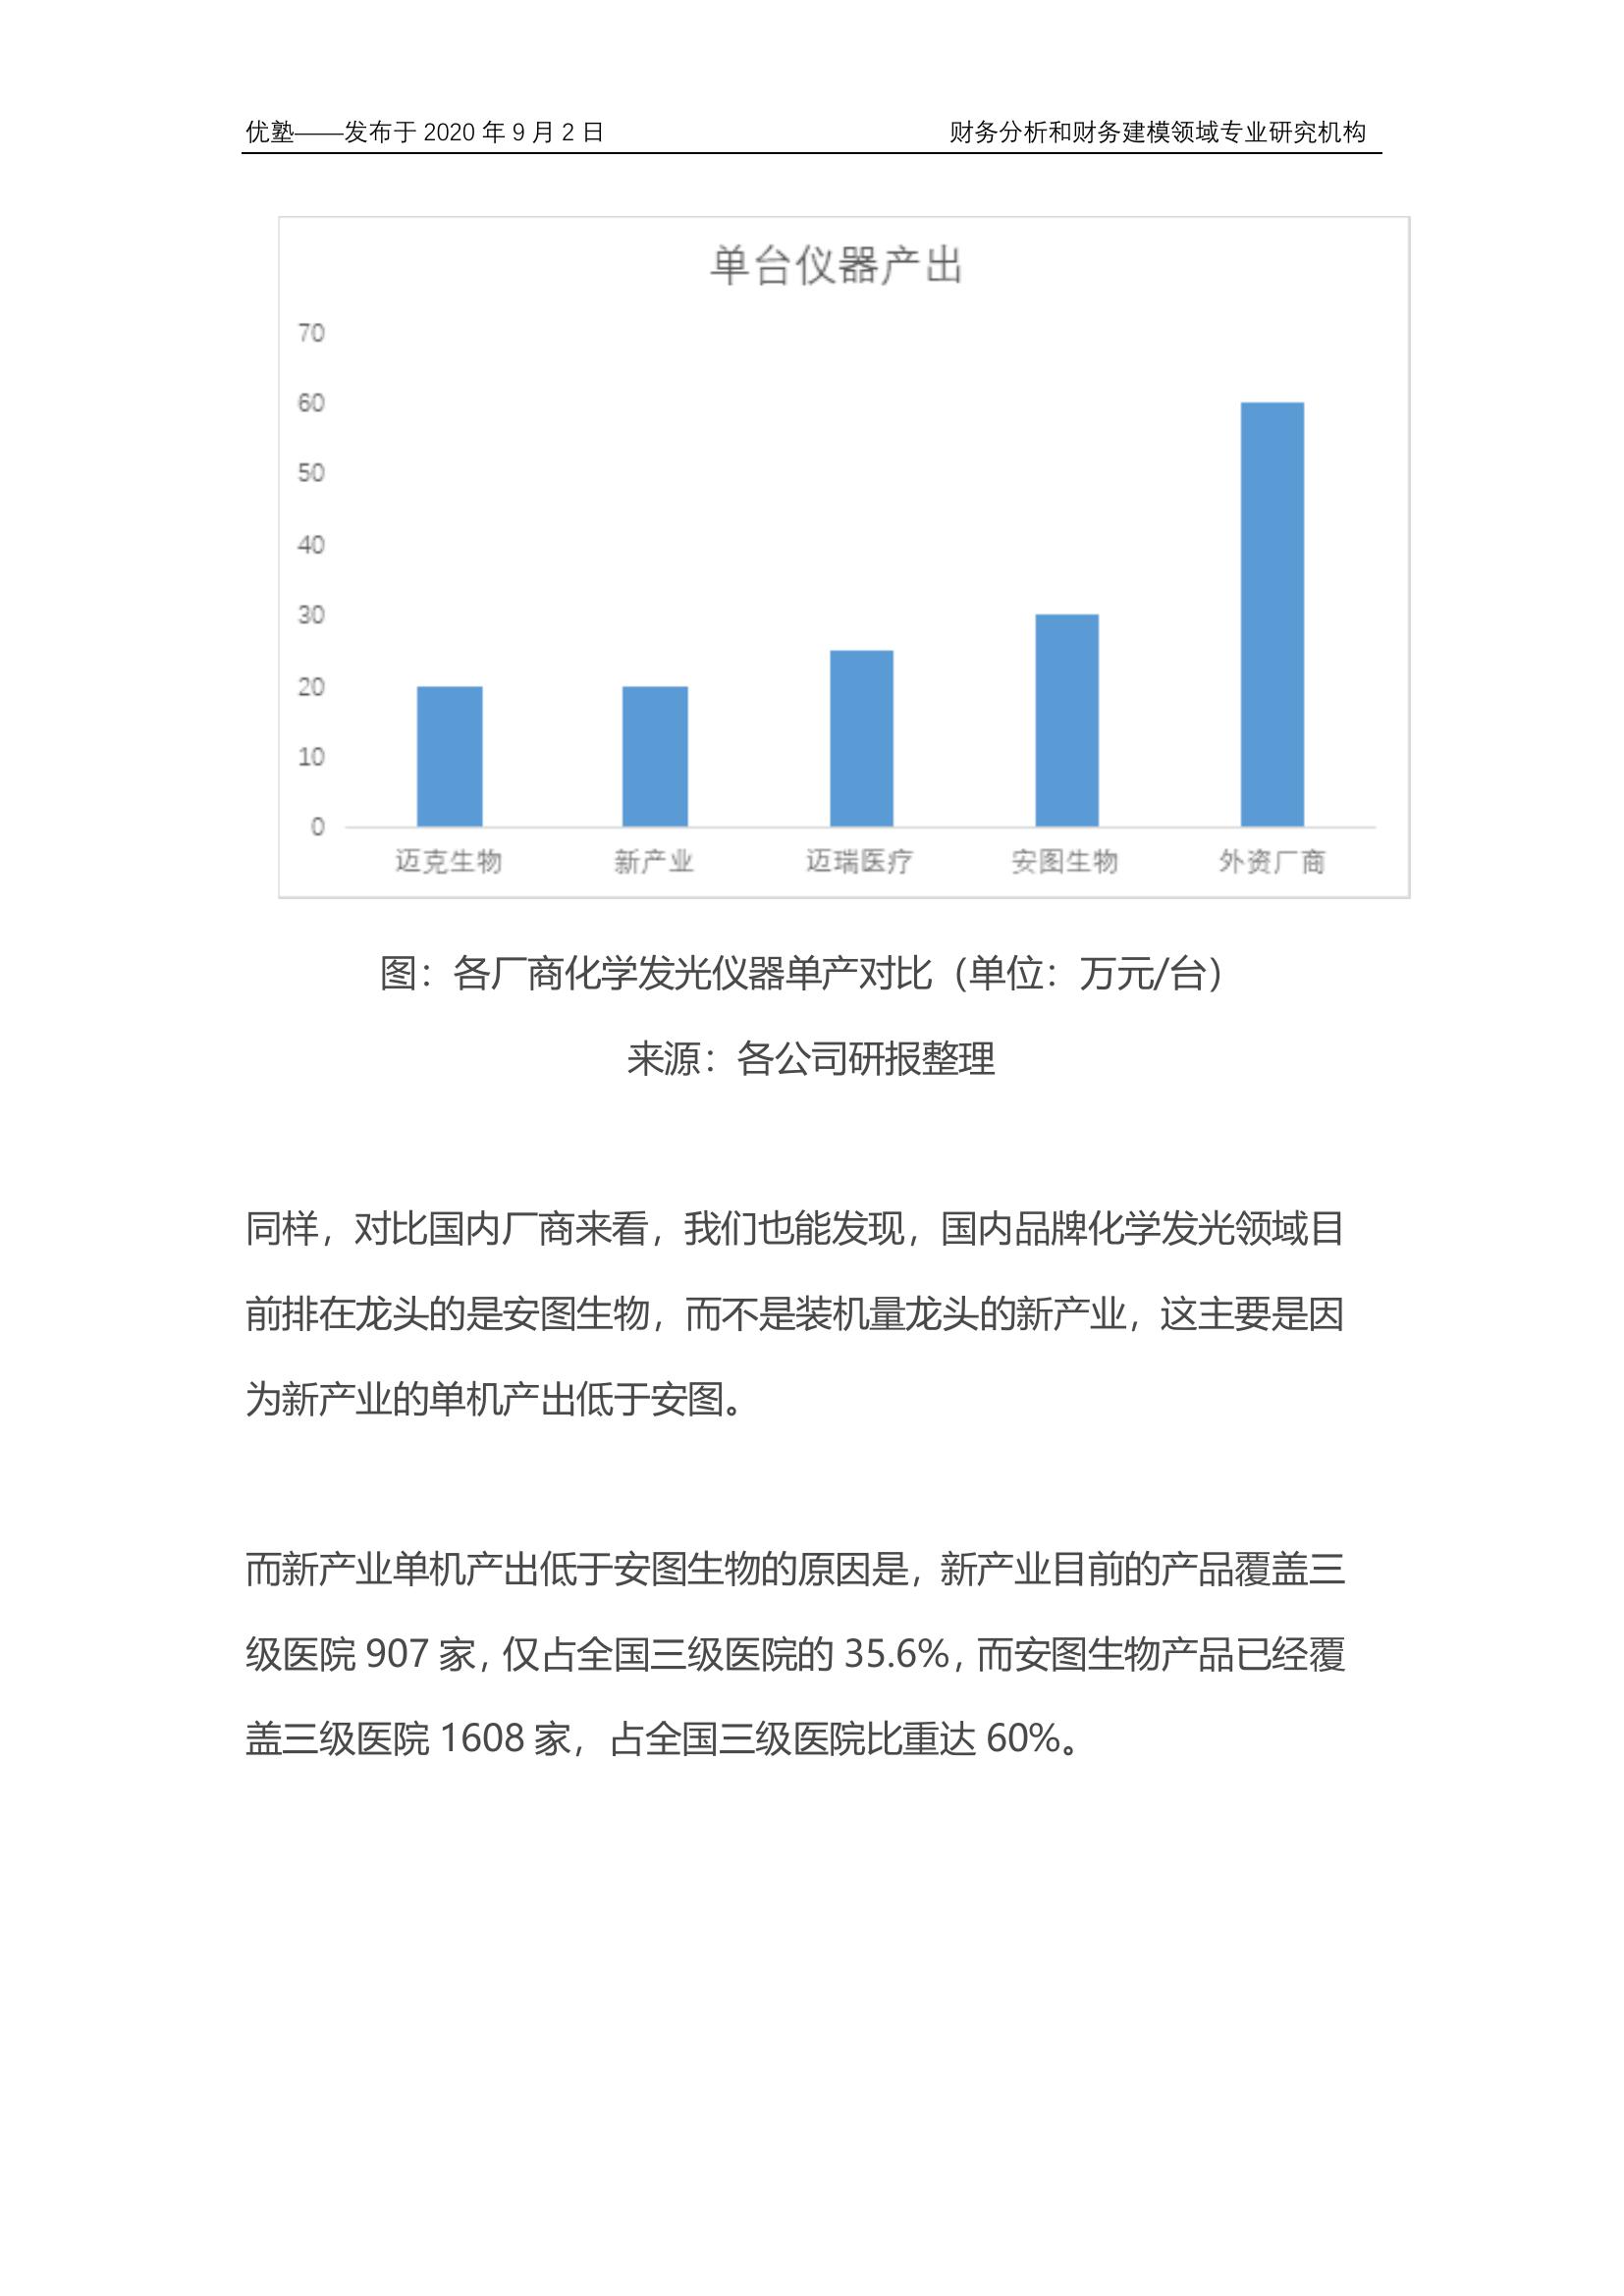 优塾——发布于 2020 年 9 月 2 日 财务分析和财务建模领域专业研究机构
单台仪器产出
70
60
50
40
30
20
10
0
迈克生物 新产业 迈瑞医疗 安图生物 外资厂商
图：各厂商化学发光仪器单产对比（单位：万元/台）
来源：各公司研报整理
同样，对比国内厂商来看，我们也能发现，国内品牌化学发光领域目
前排在龙头的是安图生物，而不是装机量龙头的新产业，这主要是因
为新产业的单机产出低于安图。
而新产业单机产出低于安图生物的原因是，新产业目前的产品覆盖三
级医院 907 家，仅占全国三级医院的 35.6%，而安图生物产品已经覆
盖三级医院 1608 家，占全国三级医院比重达 60%。